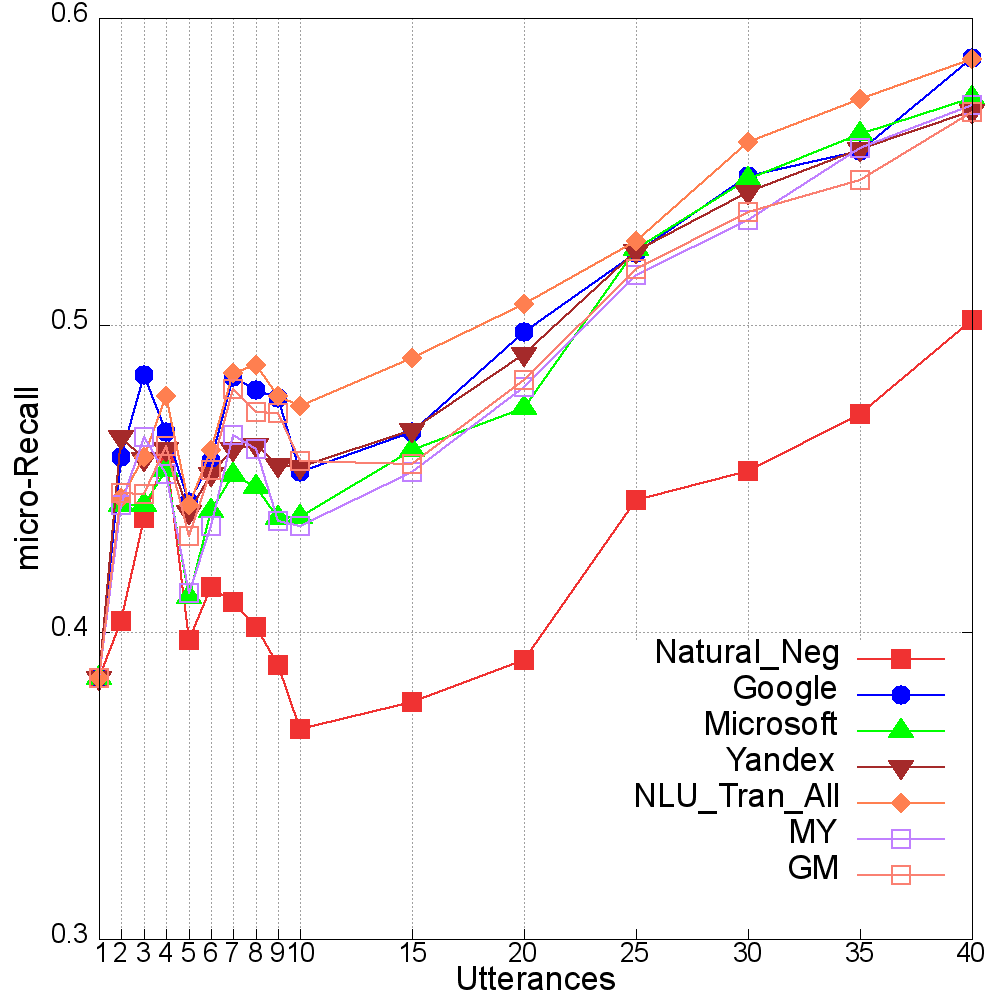 0.6
0.5
0.4
0.3
micro-Recall
Natural_Neg
Google
Microsoft
Yandex
NLU_Tran_All
MY
GM
1 2 3 4 5 6 7 8 9 10 15 20 25 30 35 40
Utterances